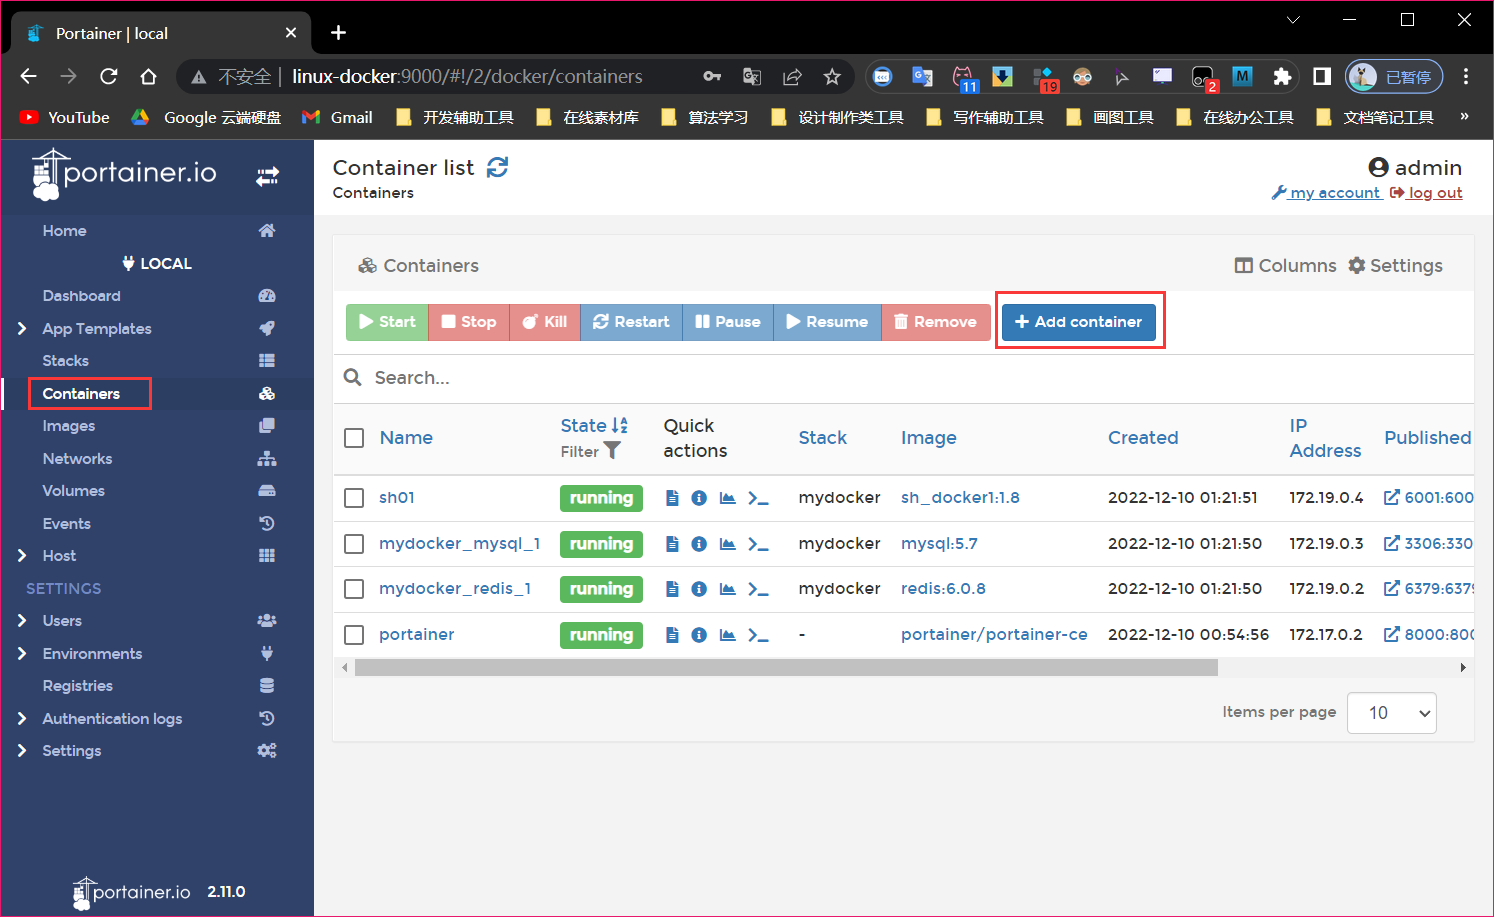 Portainer | local
不安全 linux-docker:9000/#!/2/docker/containers
11
19
2
M
已暂停
YouTube Google 云端硬盘 Gmail 开发辅助工具 在线素材库 算法学习 设计制作类工具 写作辅助工具 画图工具 在线办公工具 文档笔记工具 »
portainer.io
Home
LOCAL
Dashboard
App Templates
Stacks
Containers
Images
Networks
Volumes
Events
Host
SETTINGS
Users
Environments
Registries
Authentication logs
Settings
portainer.io 2.11.0
Container list
Containers
admin
my account log out
Containers
Columns Settings
Start Stop Kill Restart Pause Resume Remove Add container
Search...
Name State Filter Quick actions Stack Image Created IP Address Published
sh01 running mydocker sh_docker1:1.8 2022-12-10 01:21:51 172.19.0.4 6001:600
mydocker_mysql_1 running mydocker mysql:5.7 2022-12-10 01:21:50 172.19.0.3 3306:330
mydocker_redis_1 running mydocker redis:6.0.8 2022-12-10 01:21:50 172.19.0.2 6379:6379
portainer running - portainer/portainer-ce 2022-12-10 00:54:56 172.17.0.2 8000:800
Items per page 10